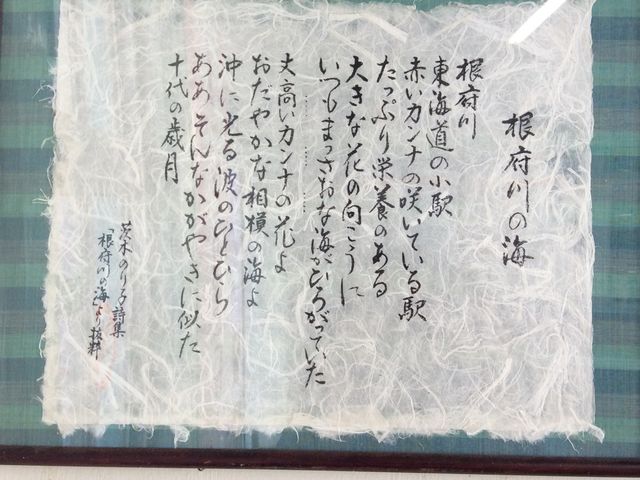 根府川の海
根府川
東海道の小駅
赤いカンナの咲いている駅
たっぷり栄養のある
大きな花の向こうに
いつもまっさおな海がひろがっていた
…… …… ……
丈高いカンナの花よ
おだやかな相模の海よ
沖に光る波のひとひら
ああそんなかがやきに似た
十代の歳月
茨木のり子詩集
「根府川の海」より抜粋